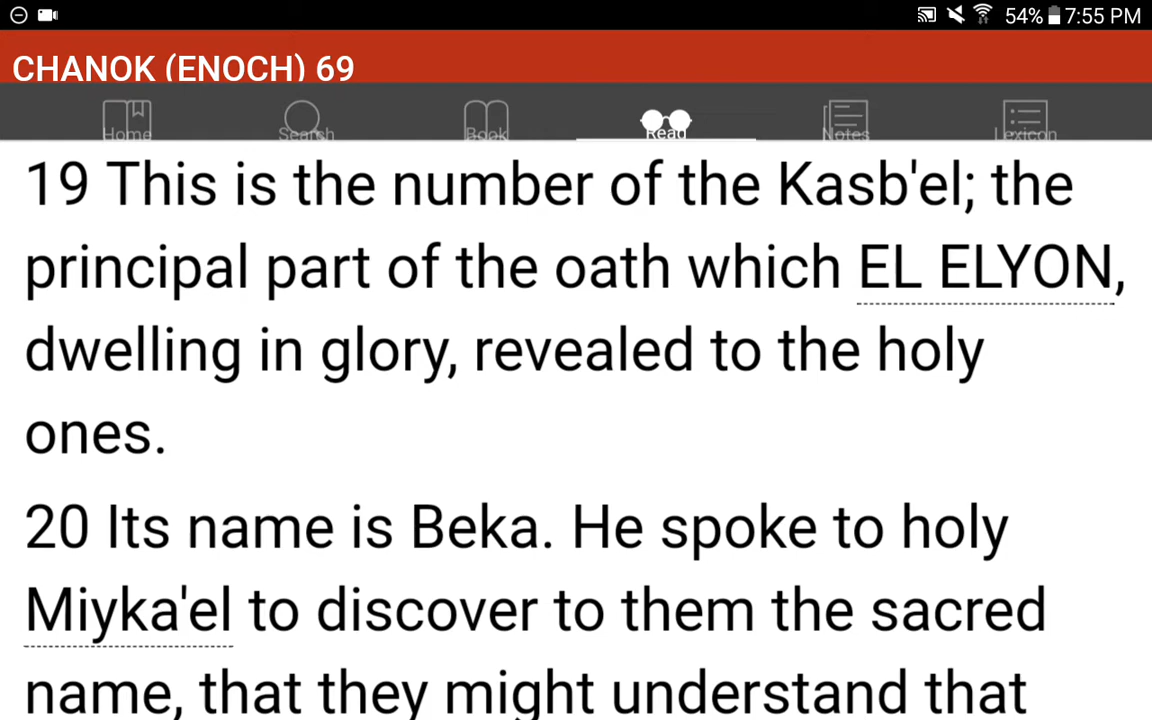 54% 7:55 PM
CHANOK (ENOCH) 69
Home Search Book Read Notes Lexicon
19 This is the number of the Kasb'el; the
principal part of the oath which EL ELYON,
dwelling in glory, revealed to the holy
ones.
20 Its name is Beka. He spoke to holy
Miyka'el to discover to them the sacred
name, that they might understand that